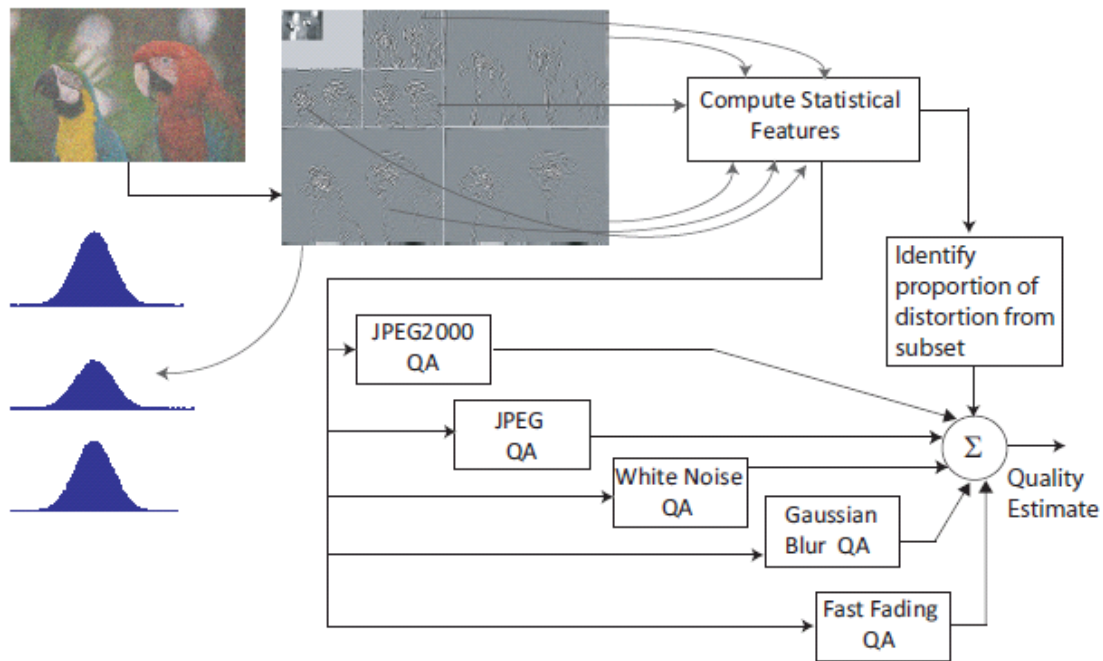 Compute Statistical
Features
Identify
proportion of
distortion from
subset
JPEG2000
QA
JPEG
QA
White Noise
QA
Gaussian
Blur QA
Fast Fading
QA
Σ
Quality
Estimate